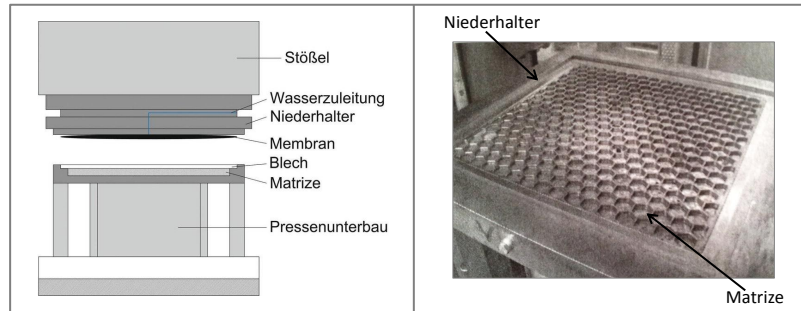 Stößel
Wasserzuleitung
Niederhalter
Membran
Blech
Matrize
Pressenunterbau
Niederhalter
Matrize